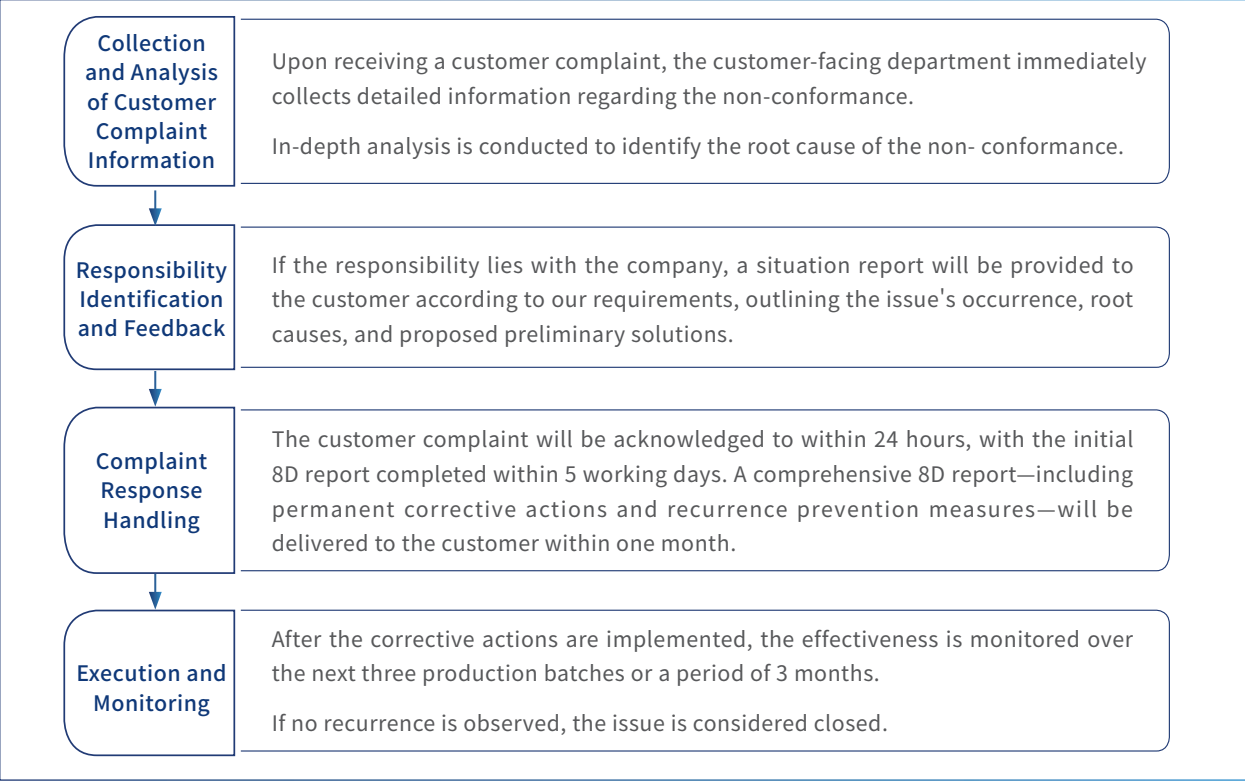 Collection
and Analysis
of Customer
Complaint
Information
Upon receiving a customer complaint, the customer-facing department immediately
collects detailed information regarding the non-conformance.
In-depth analysis is conducted to identify the root cause of the non- conformance.
Responsibility
Identification
and Feedback
If the responsibility lies with the company, a situation report will be provided to
the customer according to our requirements, outlining the issue's occurrence, root
causes, and proposed preliminary solutions.
Complaint
Response
Handling
The customer complaint will be acknowledged to within 24 hours, with the initial
8D report completed within 5 working days. A comprehensive 8D report—including
permanent corrective actions and recurrence prevention measures—will be
delivered to the customer within one month.
Execution and
Monitoring
After the corrective actions are implemented, the effectiveness is monitored over
the next three production batches or a period of 3 months.
If no recurrence is observed, the issue is considered closed.